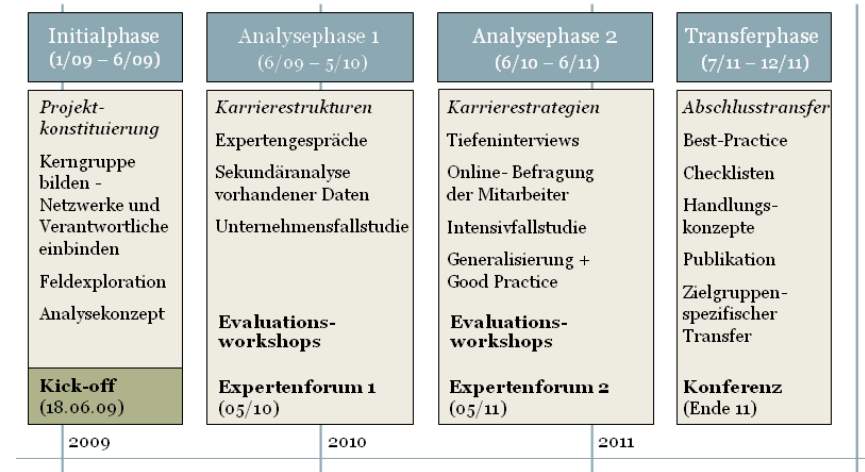 Initialphase
(1/09 – 6/09)
Projekt-
konstituierung
Kerngruppe
bilden -
Netzwerke und
Verantwortliche
einbinden
Feldexploration
Analysekonzept
Kick-off
(18.06.09)
Analysephase 1
(6/09 – 5/10)
Karrierestrukturen
Expertengespräche
Sekundäranalyse
vorhandener Daten
Unternehmensfallstudie
Evaluations-
workshops
Expertenforum 1
(05/10)
Analysephase 2
(6/10 – 6/11)
Karrierestrategien
Tiefeninterviews
Online- Befragung
der Mitarbeiter
Intensivfallstudie
Generalisierung +
Good Practice
Evaluations-
workshops
Expertenforum 2
(05/11)
Transferphase
(7/11 – 12/11)
Abschlusstransfer
Best-Practice
Checklisten
Handlungs-
konzepte
Publikation
Zielgruppen-
spezifischer
Transfer
Konferenz
(Ende 11)
2009
2010
2011